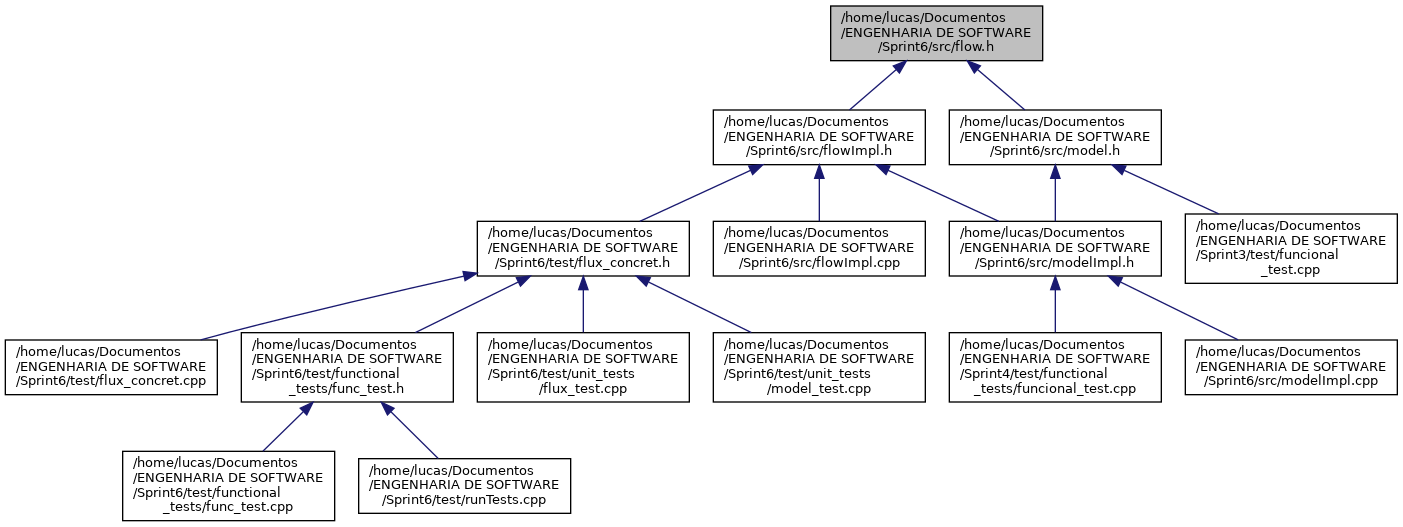 /home/lucas/Documentos
/ENGENHARIA DE SOFTWARE
/Sprint6/src/flow.h
/home/lucas/Documentos
/ENGENHARIA DE SOFTWARE
/Sprint6/src/flowImpl.h
/home/lucas/Documentos
/ENGENHARIA DE SOFTWARE
/Sprint6/src/model.h
/home/lucas/Documentos
/ENGENHARIA DE SOFTWARE
/Sprint6/test/flux_concret.h
/home/lucas/Documentos
/ENGENHARIA DE SOFTWARE
/Sprint6/src/flowImpl.cpp
/home/lucas/Documentos
/ENGENHARIA DE SOFTWARE
/Sprint6/src/modelImpl.h
/home/lucas/Documentos
/ENGENHARIA DE SOFTWARE
/Sprint3/test/funcional
_test.cpp
/home/lucas/Documentos
/ENGENHARIA DE SOFTWARE
/Sprint6/test/flux_concret.cpp
/home/lucas/Documentos
/ENGENHARIA DE SOFTWARE
/Sprint6/test/functional
_tests/func_test.h
/home/lucas/Documentos
/ENGENHARIA DE SOFTWARE
/Sprint6/test/unit_tests
/flux_test.cpp
/home/lucas/Documentos
/ENGENHARIA DE SOFTWARE
/Sprint6/test/unit_tests
/model_test.cpp
/home/lucas/Documentos
/ENGENHARIA DE SOFTWARE
/Sprint4/test/functional
_tests/funcional_test.cpp
/home/lucas/Documentos
/ENGENHARIA DE SOFTWARE
/Sprint6/src/modelImpl.cpp
/home/lucas/Documentos
/ENGENHARIA DE SOFTWARE
/Sprint6/test/functional
_tests/func_test.cpp
/home/lucas/Documentos
/ENGENHARIA DE SOFTWARE
/Sprint6/test/runTests.cpp